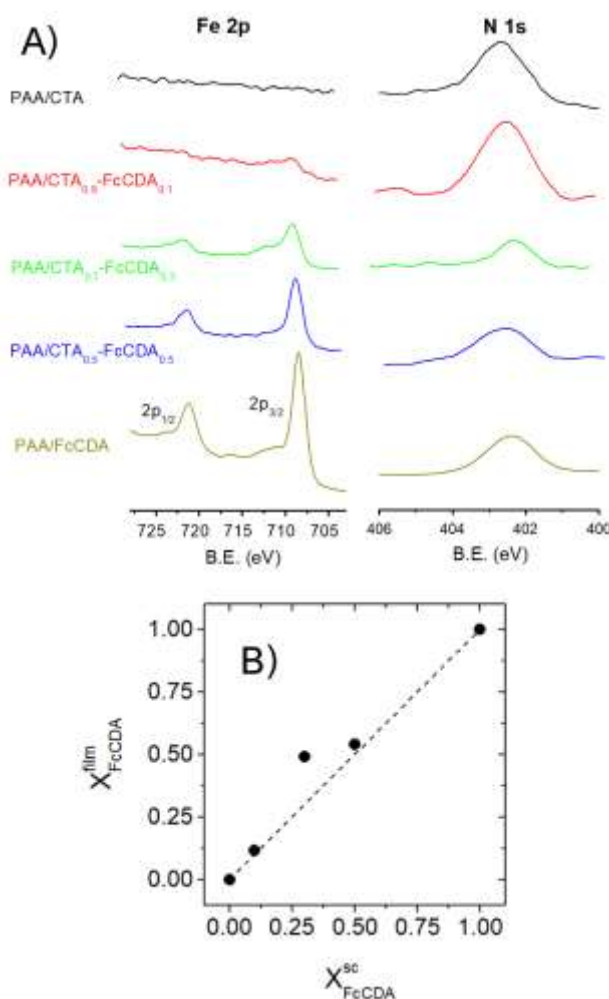 A)
Fe 2p
N 1s
PAA/CTA
PAA/CTA0.9-FcCDA0.1
PAA/CTA0.7-FcCDA0.3
PAA/CTA0.5-FcCDA0.5
PAA/FcCDA
2p1/2
2p3/2
725 720 715 710 705
406 404 402 400
B.E. (eV)
B.E. (eV)
B)
1.00
0.75
0.50
0.25
0.00
XfilmFcCDA
0.00 0.25 0.50 0.75 1.00
XscFcCDA